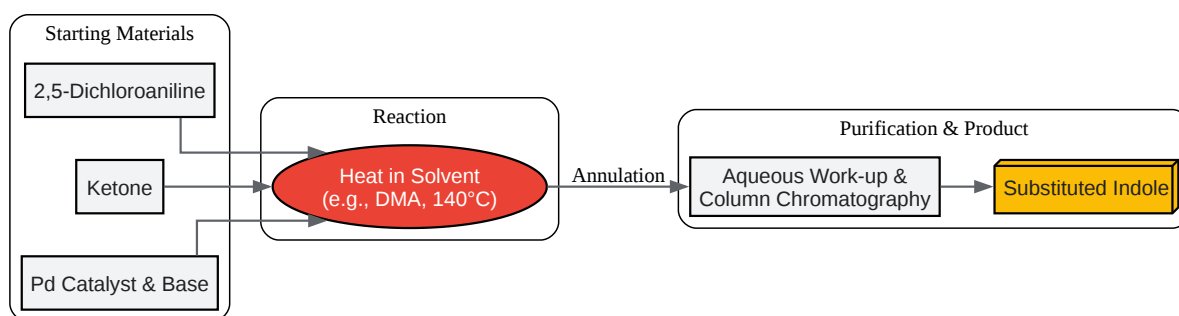 Starting Materials
2,5-Dichloroaniline
Ketone
Pd Catalyst & Base
Reaction
Heat in Solvent
(e.g., DMA, 140°C)
Annulation
Purification & Product
Aqueous Work-up &
Column Chromatography
Substituted Indole